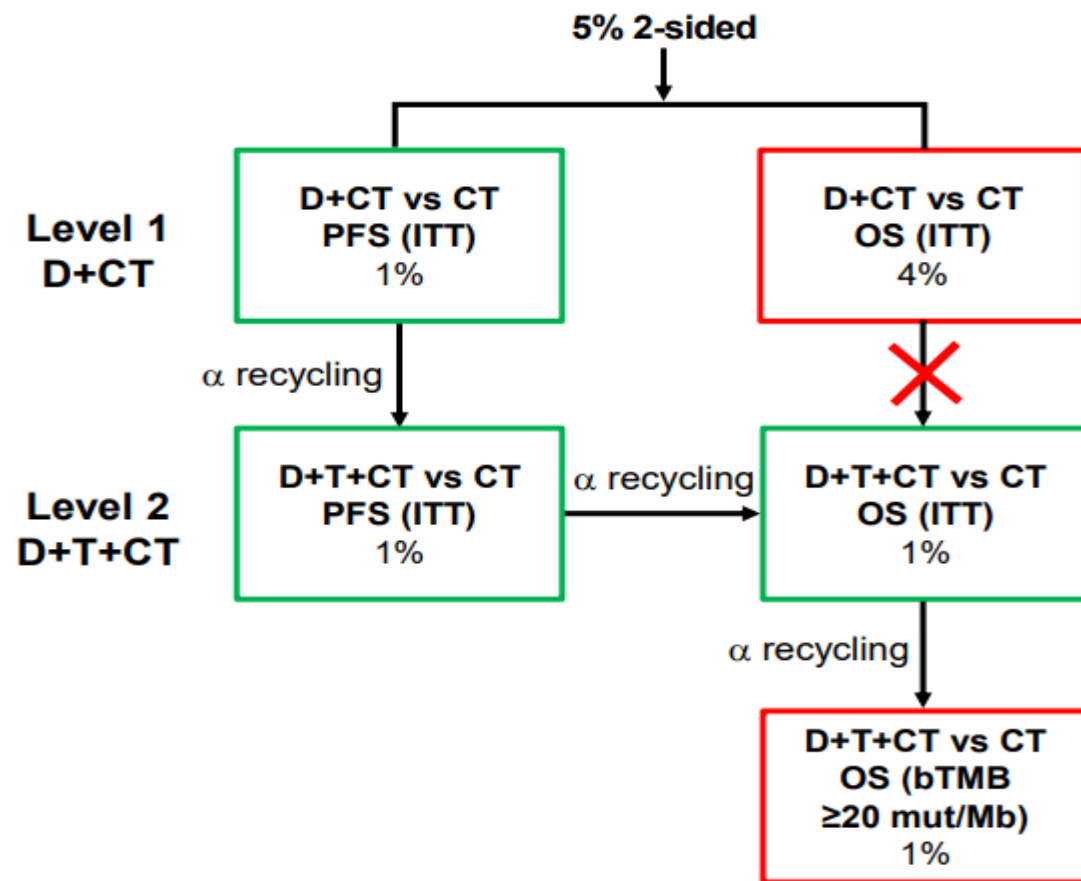 5% 2-sided
Level 1
D+CT
D+CT vs CT
PFS (ITT)
1%
D+CT vs CT
OS (ITT)
4%
α recycling
Level 2
D+T+CT
D+T+CT vs CT
PFS (ITT)
1%
α recycling
D+T+CT vs CT
OS (ITT)
1%
α recycling
D+T+CT vs CT
OS (bTMB
≥20 mut/Mb)
1%